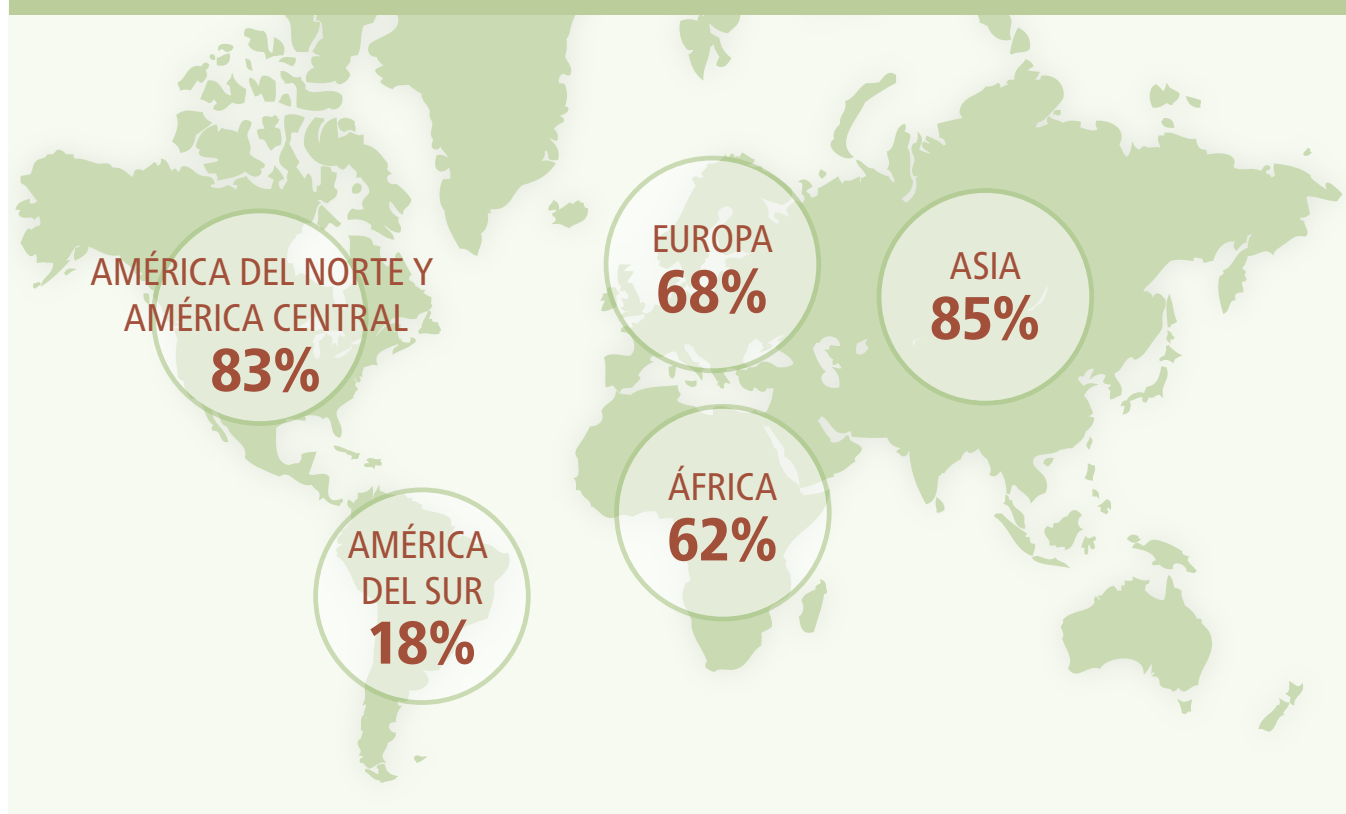 AMÉRICA DEL NORTE Y
AMÉRICA CENTRAL
83%
EUROPA
68%
ASIA
85%
ÁFRICA
62%
AMÉRICA
DEL SUR
18%